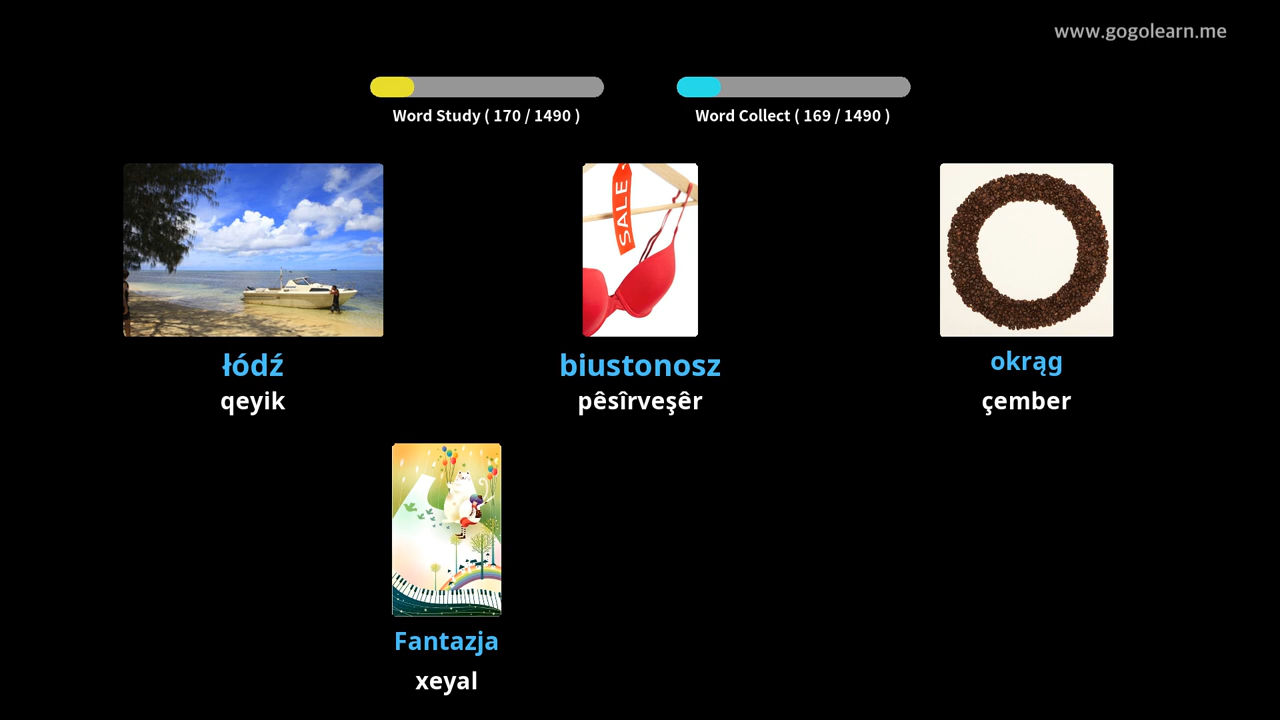 www.gogolearn.me
Word Study ( 170 / 1490 )
Word Collect ( 169 / 1490 )
SALE
łódź
biustonosz
okrąg
qeyik
pêsîrveşêr
çember
Fantazja
xeyal